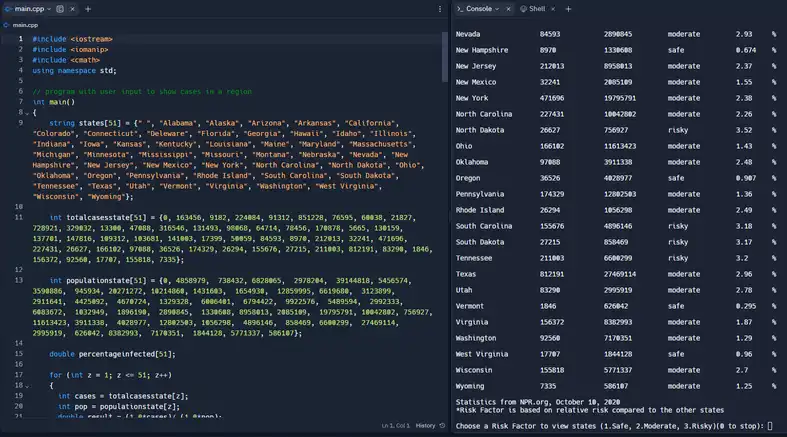 main.cpp
Console
Shell
main.cpp
1 #include <iostream>
2 #include <iomanip>
3 #include <cmath>
4 using namespace std;
5
6 // program with user input to show cases in a region
7 int main()
8 {
9 string states[51] = {" ", "Alabama", "Alaska", "Arizona", "Arkansas", "California",
"Colorado", "Connecticut", "Deleware", "Florida", "Georgia", "Hawaii", "Idaho", "Illinois",
"Indiana", "Iowa", "Kansas", "Kentucky", "Louisiana", "Maine", "Maryland", "Massachusetts",
"Michigan", "Minnesota", "Mississippi", "Missouri", "Montana", "Nebraska", "Nevada", "New
Hampshire", "New Jersey", "New Mexico", "New York", "North Carolina", "North Dakota", "Ohio",
"Oklahoma", "Oregon", "Pennsylvania", "Rhode Island", "South Carolina", "South Dakota",
"Tennessee", "Texas", "Utah", "Vermont", "Virginia", "Washington", "West Virginia",
"Wisconsin", "Wyoming"};
10
11 int totalcasesstate[51] = {0, 163456, 9182, 224084, 91312, 851228, 76595, 60038, 21827,
728921, 329032, 13300, 47088, 316546, 131493, 98068, 64714, 78456, 170878, 5665, 130159,
137701, 147816, 109312, 103681, 141003, 17399, 50059, 84593, 8970, 212013, 32241, 471696,
227431, 26627, 166102, 97088, 36526, 174329, 26294, 155676, 27215, 211003, 812191, 83290, 1846,
156372, 92560, 17707, 155818, 7335};
12
13 int populationstate[51] = {0, 4858979, 738432, 6828065, 2978204, 39144818, 5456574,
3590886, 945934, 20271272, 10214860, 1431603, 1654930, 12859995, 6619680, 3123899,
2911641, 4425092, 4670724, 1329328, 6006401, 6794422, 9922576, 5489594, 2992333,
6083672, 1032949, 1896190, 2890845, 1330608, 8958013, 2085109, 19795791, 10042802, 756927,
11613423, 3911338, 4028977, 12802503, 1056298, 4896146, 858469, 6600299, 27469114,
2995919, 626042, 8382993, 7170351, 1844128, 5771337, 586107};
14
15 double percentageinfected[51];
16
17 for (int z = 1; z <= 51; z++)
18 {
19 int cases = totalcasesstate[z];
20 int pop = populationstate[z];
21 double result = (1.0*cases)/ (1.0*pop);
Ln 1, Col 1 History
Nevada 84593 2890845 moderate 2.93 %
New Hampshire 8970 1330608 safe 0.674 %
New Jersey 212013 8958013 moderate 2.37 %
New Mexico 32241 2085109 moderate 1.55 %
New York 471696 19795791 moderate 2.38 %
North Carolina 227431 10042802 moderate 2.26 %
North Dakota 26627 756927 risky 3.52 %
Ohio 166102 11613423 moderate 1.43 %
Oklahoma 97088 3911338 moderate 2.48 %
Oregon 36526 4028977 safe 0.907 %
Pennsylvania 174329 12802503 moderate 1.36 %
Rhode Island 26294 1056298 moderate 2.49 %
South Carolina 155676 4896146 risky 3.18 %
South Dakota 27215 858469 risky 3.17 %
Tennessee 211003 6600299 risky 3.2 %
Texas 812191 27469114 moderate 2.96 %
Utah 83290 2995919 moderate 2.78 %
Vermont 1846 626042 safe 0.295 %
Virginia 156372 8382993 moderate 1.87 %
Washington 92560 7170351 moderate 1.29 %
West Virginia 17707 1844128 safe 0.96 %
Wisconsin 155818 5771337 moderate 2.7 %
Wyoming 7335 586107 moderate 1.25 %
Statistics from NPR.org, October 10, 2020
*Risk Factor is based on relative risk compared to the other states
Choose a Risk Factor to view states (1.Safe, 2.Moderate, 3.Risky)(0 to stop):